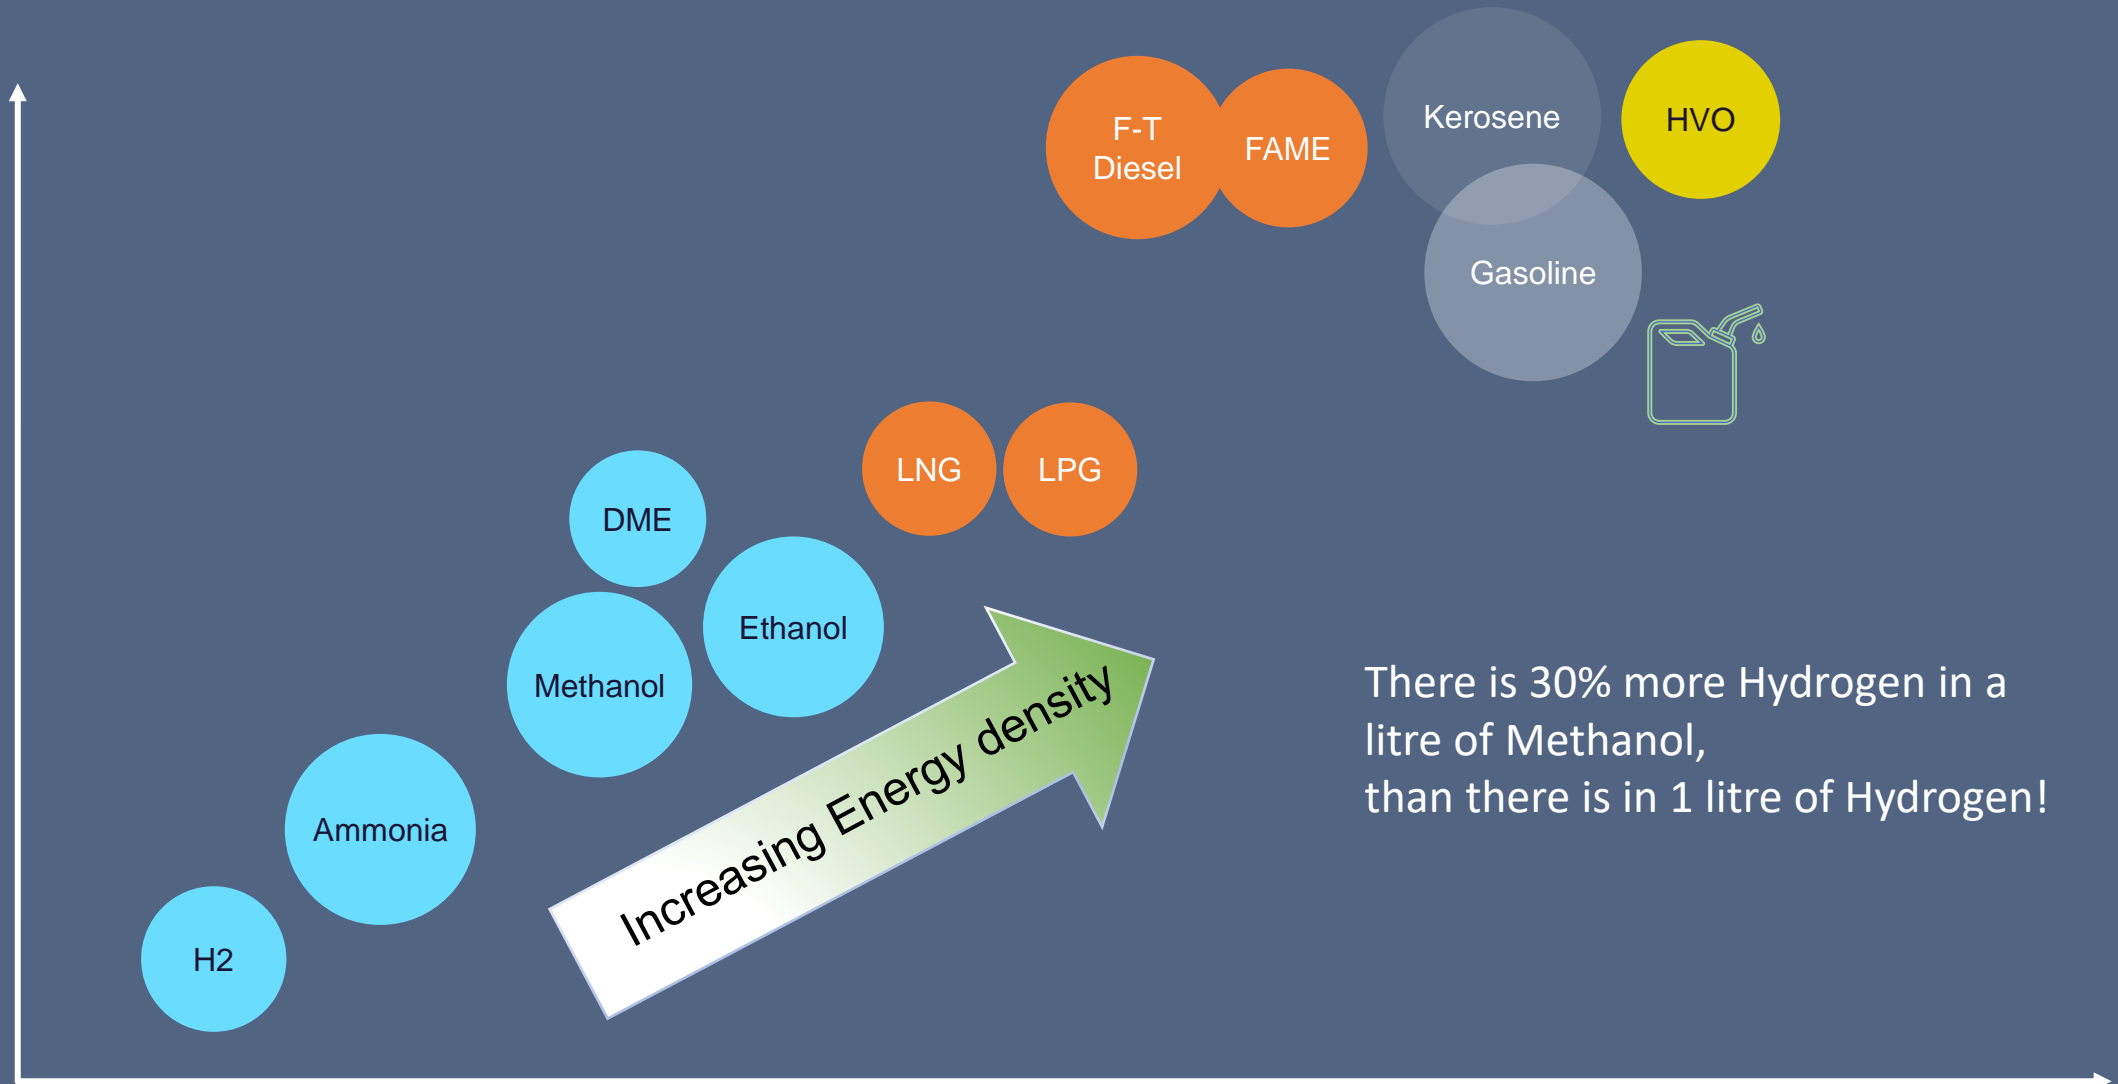 F-T
Diesel
FAME
Kerosene
HVO
Gasoline
LNG
LPG
DME
Ethanol
Methanol
Ammonia
H2
Increasing Energy density
There is 30% more Hydrogen in a
litre of Methanol,
than there is in 1 litre of Hydrogen!